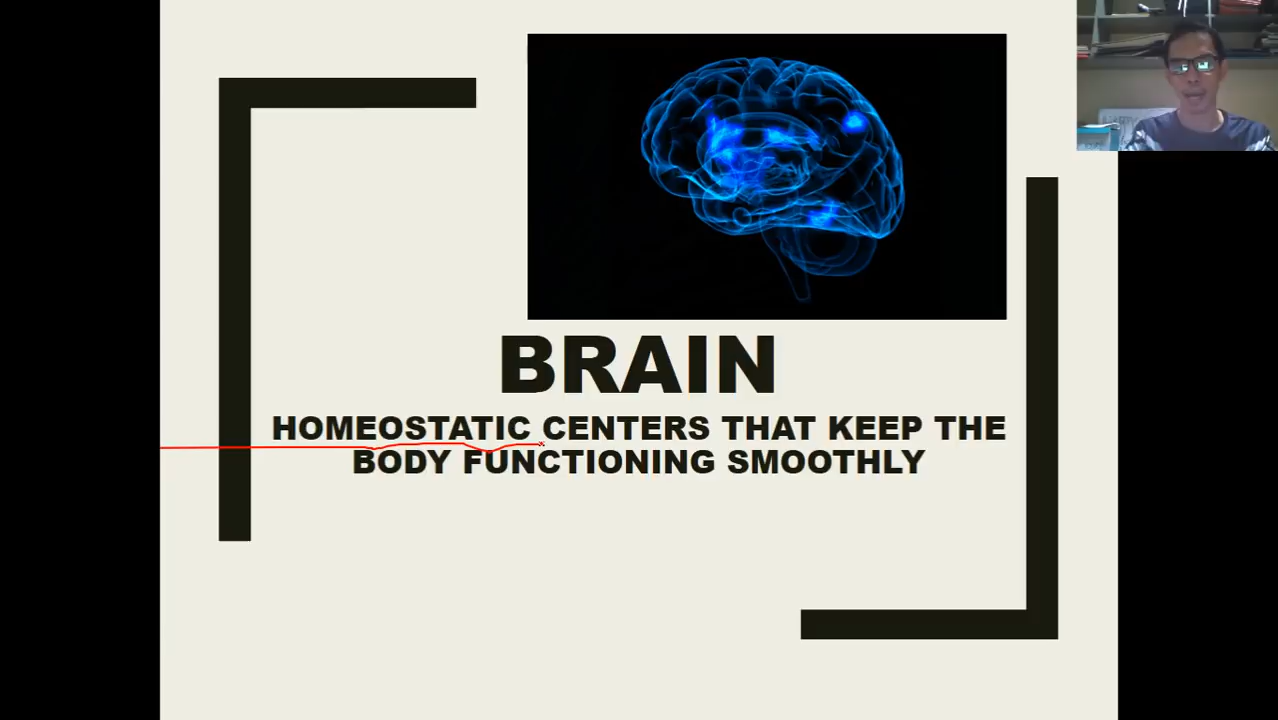 BRAIN
HOMEOSTATIC CENTERS THAT KEEP THE
BODY FUNCTIONING SMOOTHLY